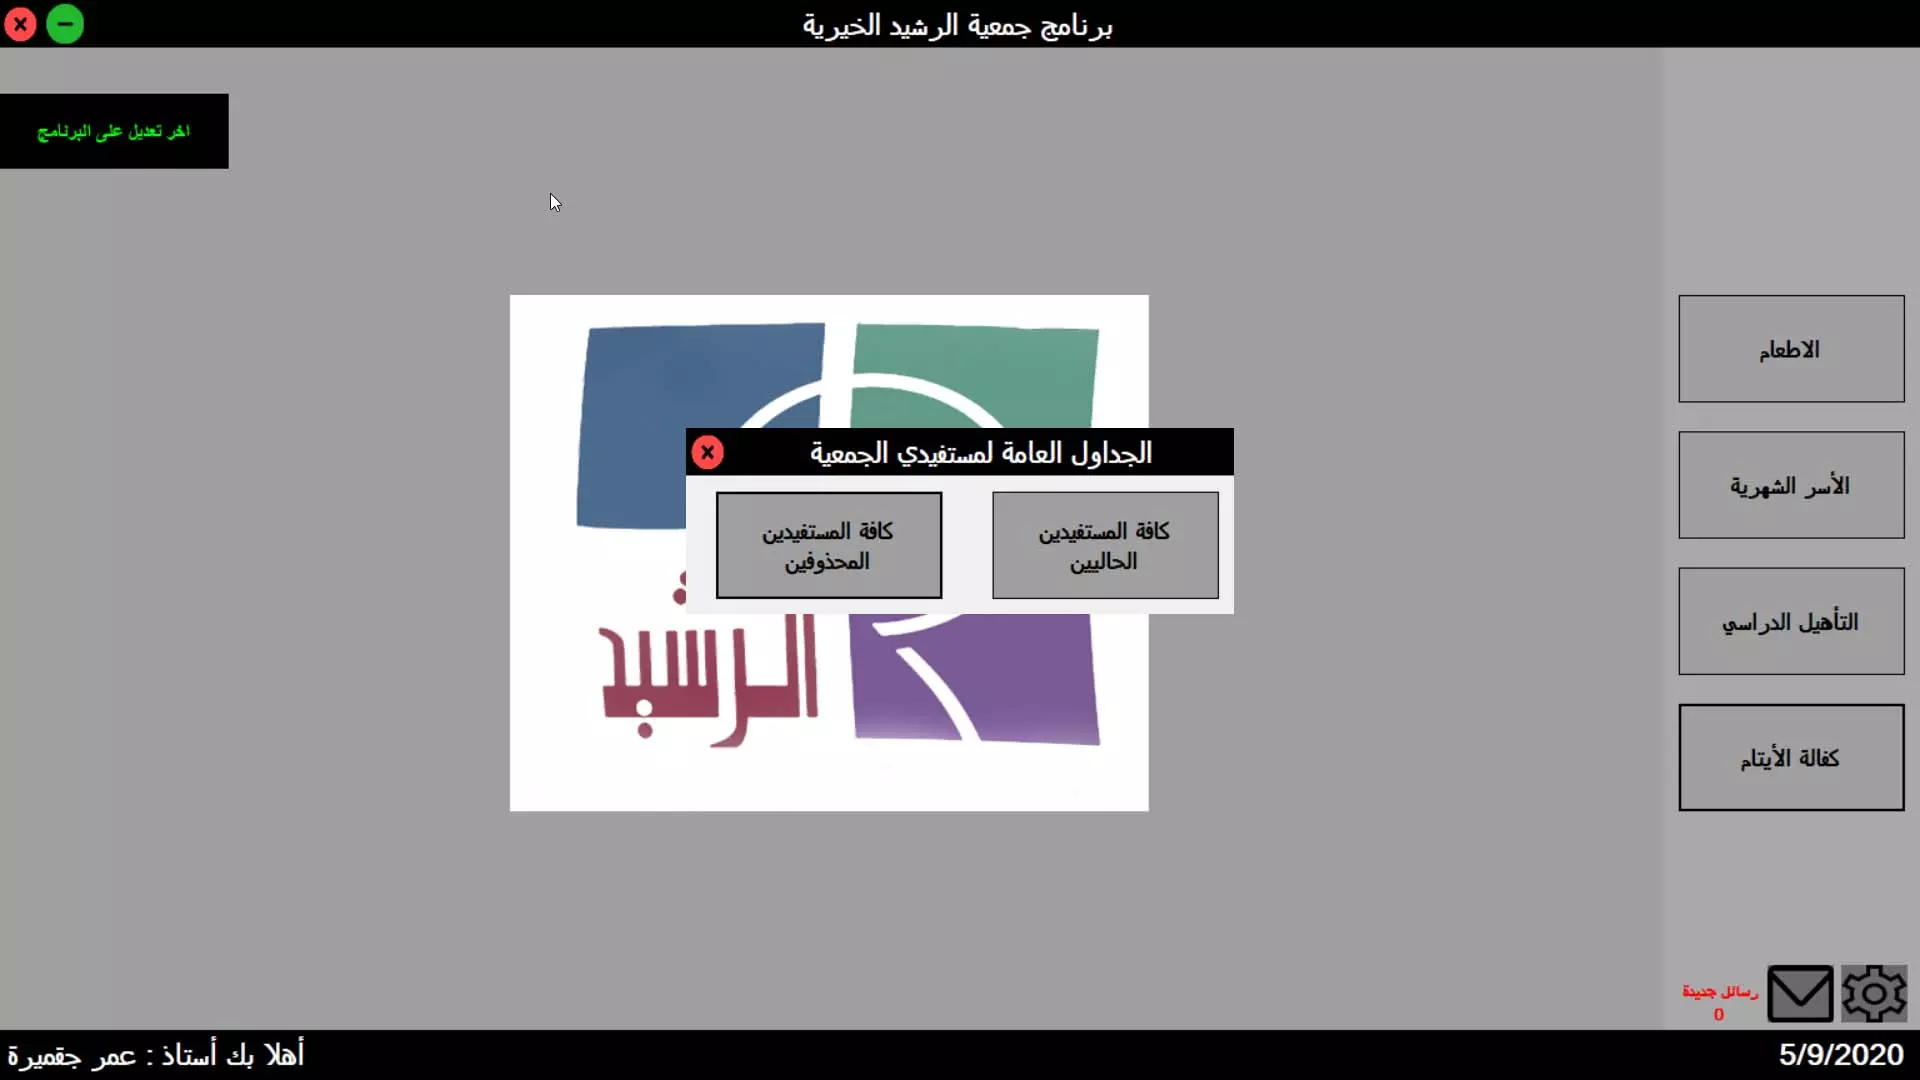 برنامج جمعية الرشيد الخيرية
اخر تعديل على البرنامج
الاطعام
الأسر الشهرية
التأهيل الدراسي
كفالة الأيتام
الجداول العامة لمستفيدي الجمعية
كافة المستفيدين
الحاليين
كافة المستفيدين
المحذوفين
الرشيد
رسائل جديدة
0
أهلا بك أستاذ : عمر جقميرة
5/9/2020